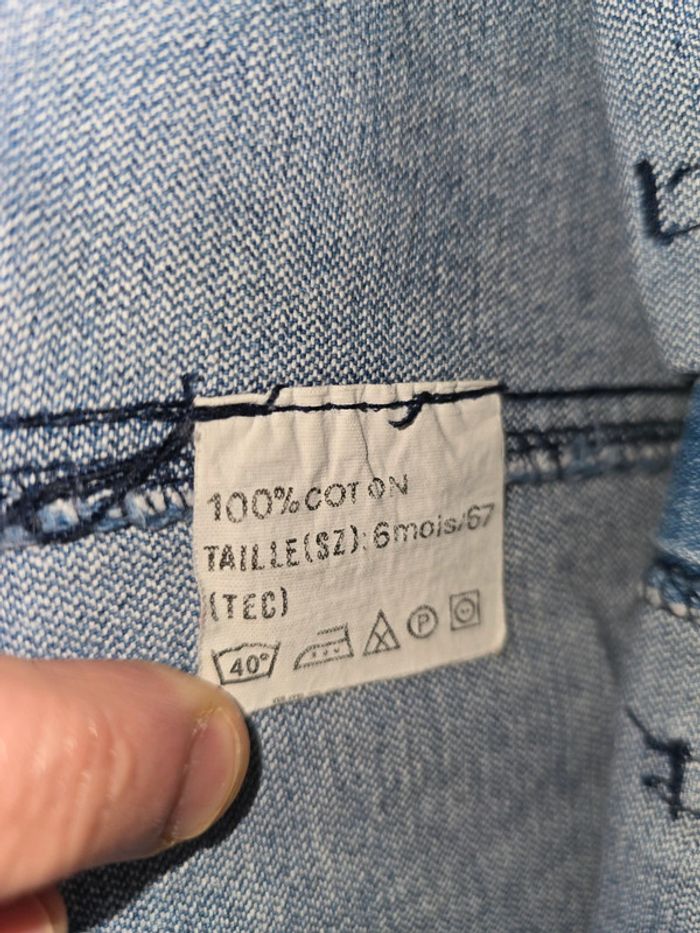 100% COTON
TAILLE(SZ): 6mois/67
(TEC)
40° P